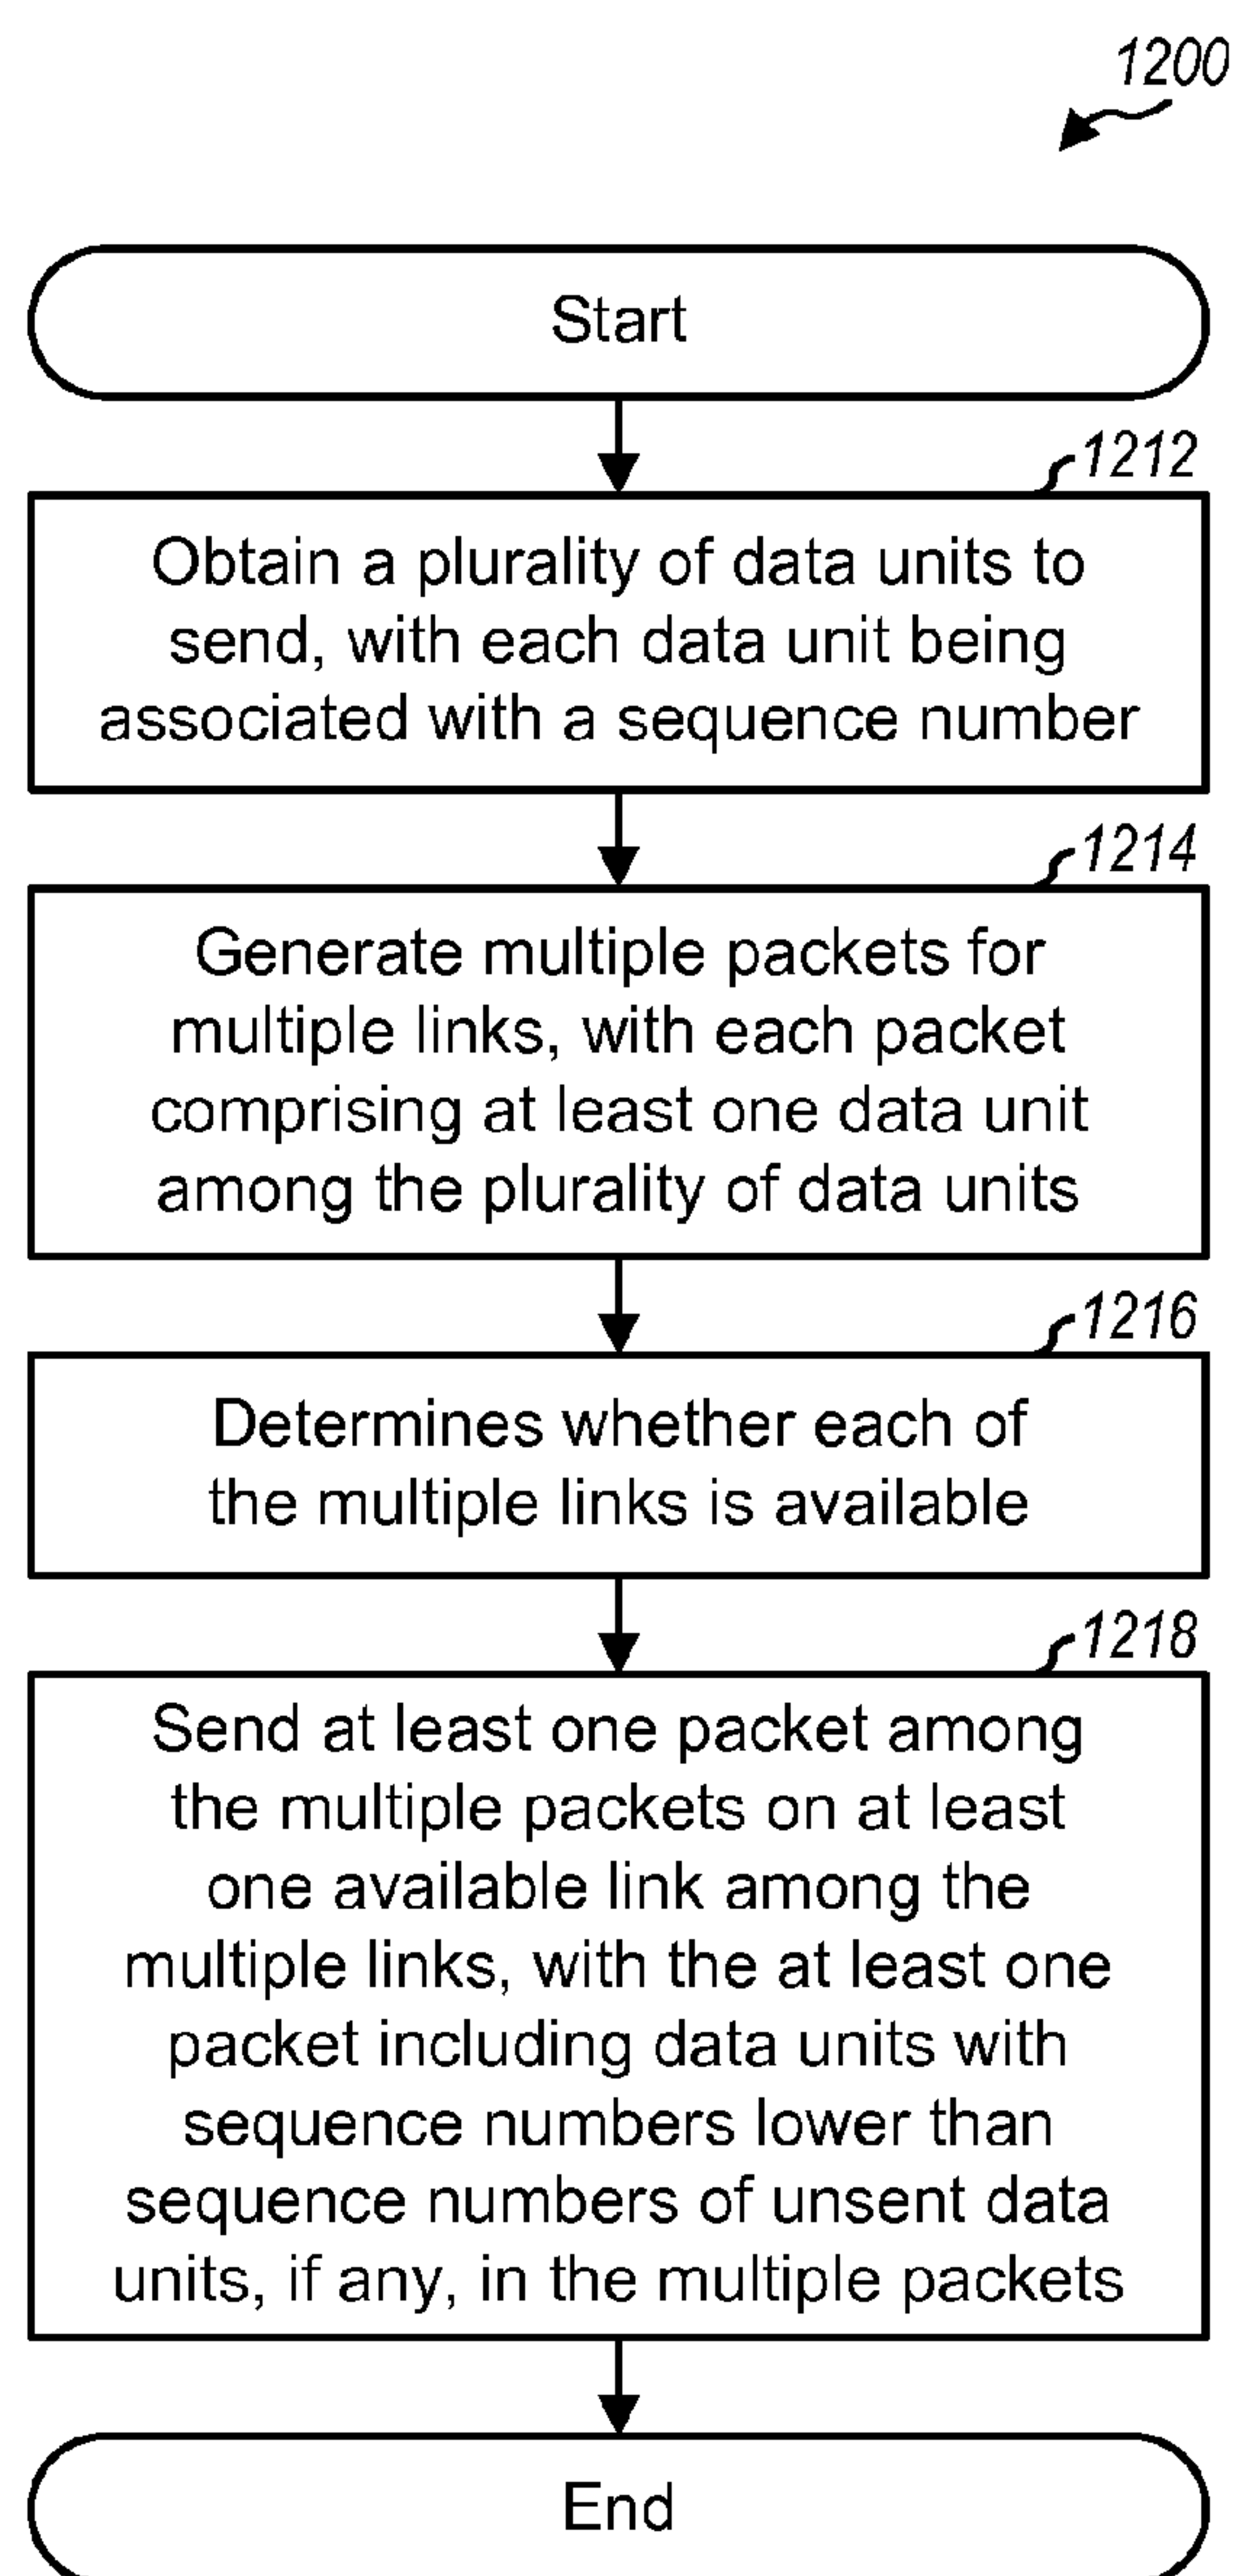 1200
Start
1212
Obtain a plurality of data units to
send, with each data unit being
associated with a sequence number
1214
Generate multiple packets for
multiple links, with each packet
comprising at least one data unit
among the plurality of data units
1216
Determines whether each of
the multiple links is available
1218
Send at least one packet among
the multiple packets on at least
one available link among the
multiple links, with the at least one
packet including data units with
sequence numbers lower than
sequence numbers of unsent data
units, if any, in the multiple packets
End